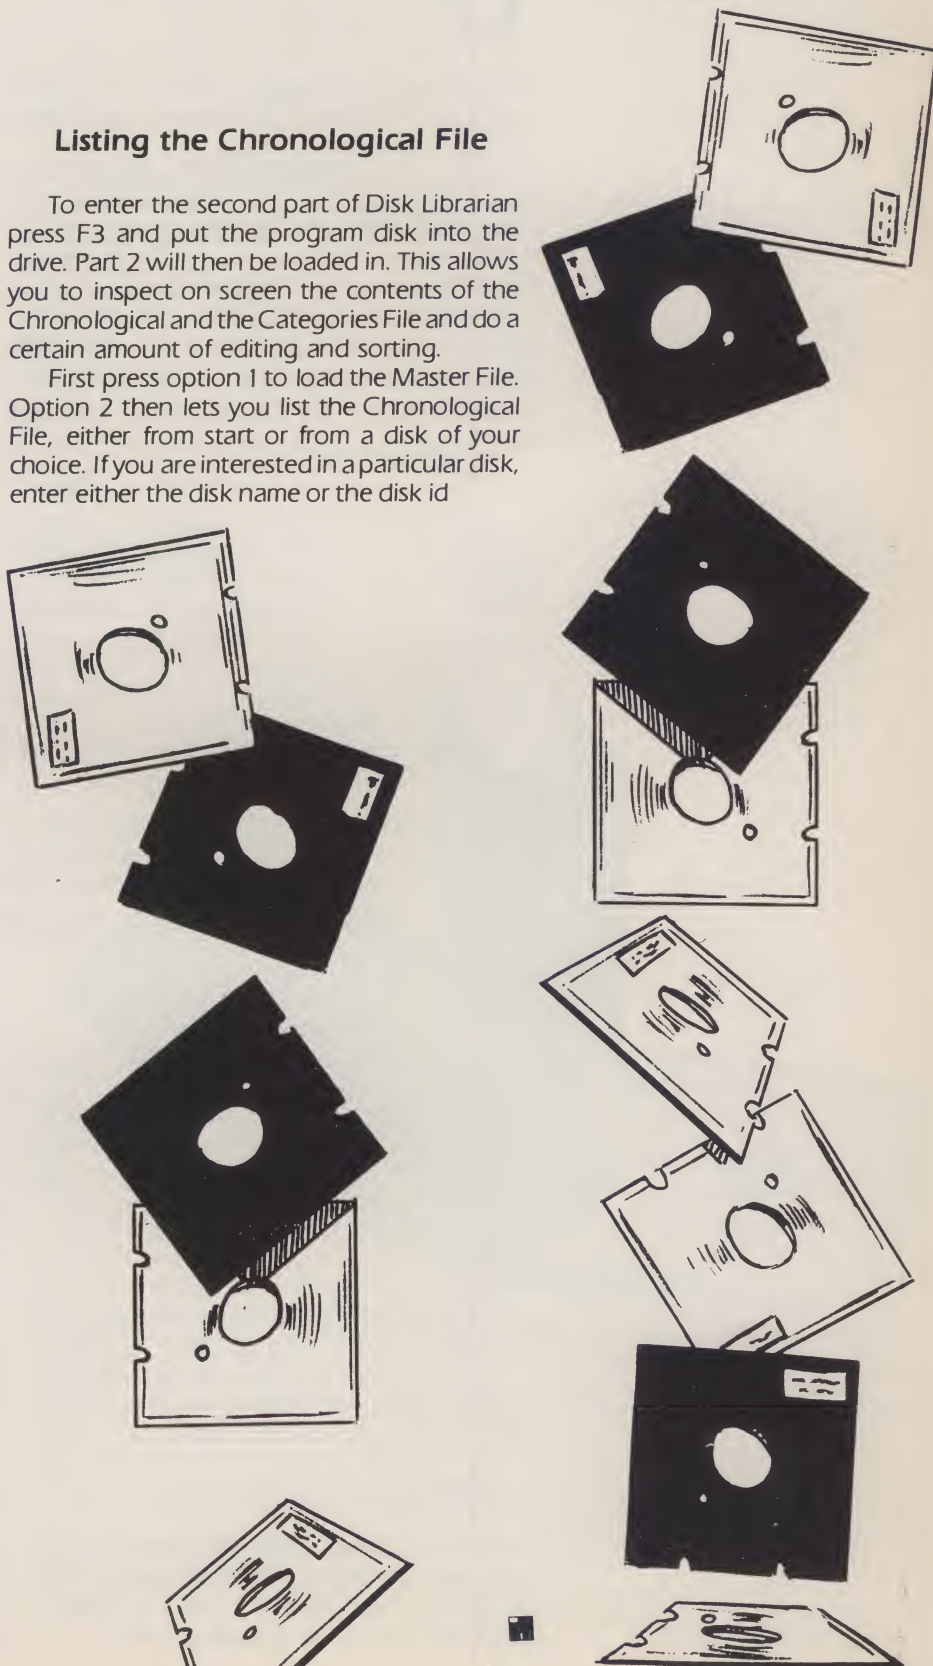 Listing the Chronological File
To enter the second part of Disk Librarian
press F3 and put the program disk into the
drive. Part 2 will then be loaded in. This allows
you to inspect on screen the contents of the
Chronological and the Categories File and do a
certain amount of editing and sorting.
First press option 1 to load the Master File.
Option 2 then lets you list the Chronological
File, either from start or from a disk of your
choice. If you are interested in a particular disk,
enter either the disk name or the disk id